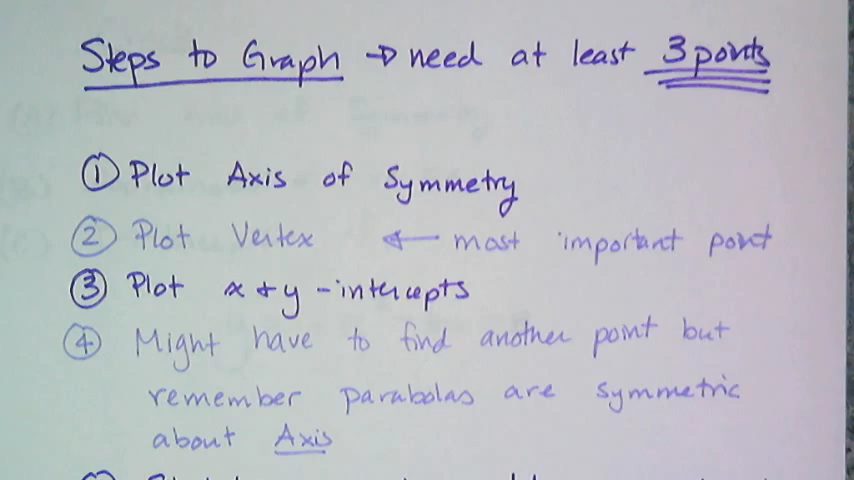 Steps to Graph → need at least 3 points
① Plot Axis of Symmetry
② Plot Vertex ← most important point
③ Plot x + y - intercepts
④ Might have to find another point but
remember parabolas are symmetric
about Axis